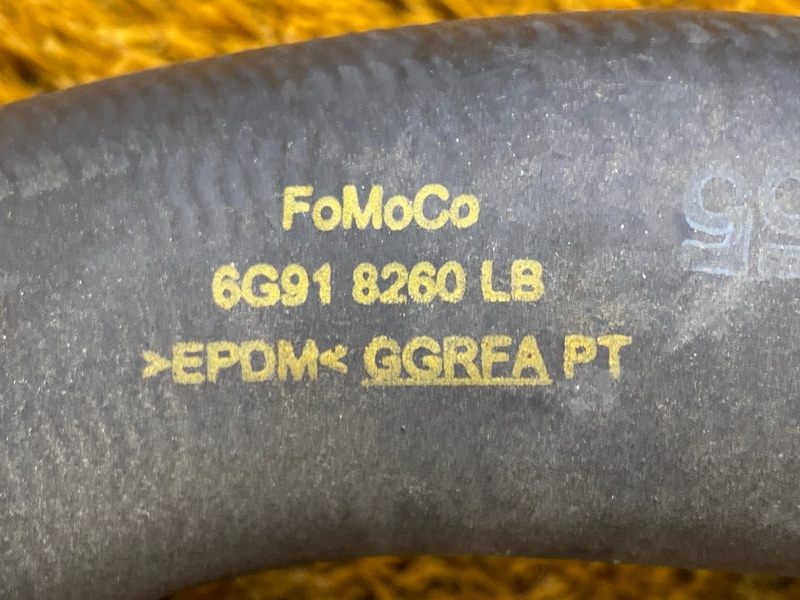 FoMoCo
6G91 8260 LB
>EPDM< GGRFA PT